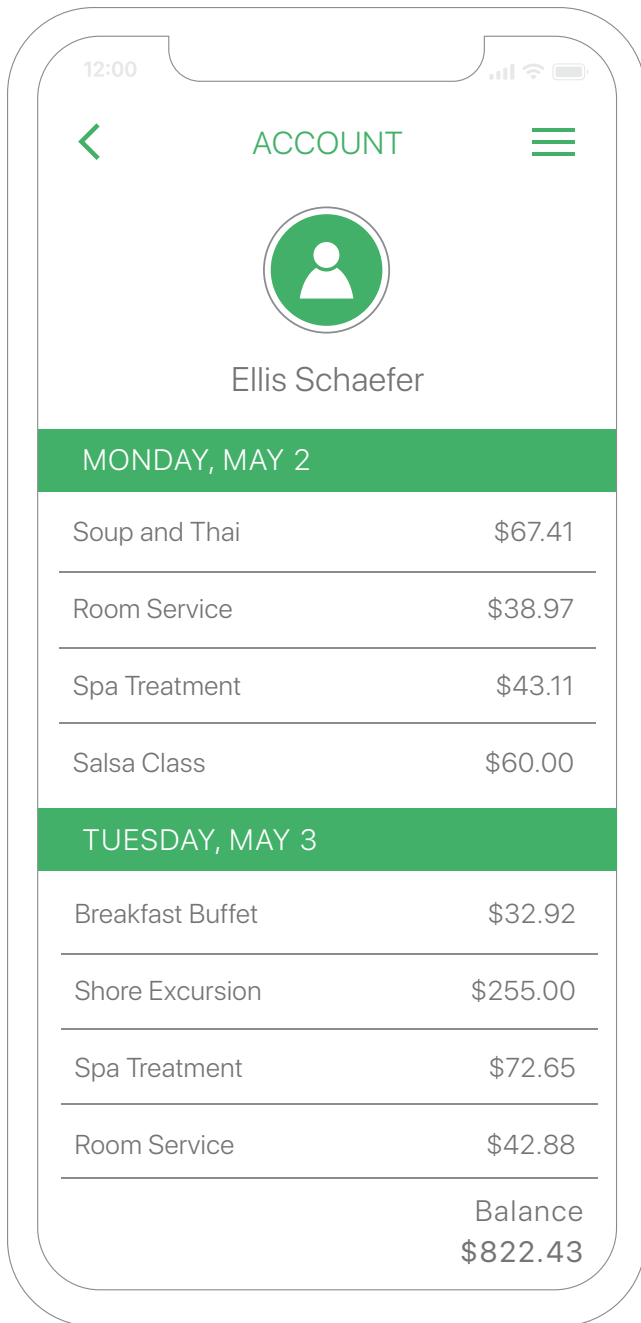 12:00
ACCOUNT
Ellis Schaefer
MONDAY, MAY 2
Soup and Thai $67.41
Room Service $38.97
Spa Treatment $43.11
Salsa Class $60.00
TUESDAY, MAY 3
Breakfast Buffet $32.92
Shore Excursion $255.00
Spa Treatment $72.65
Room Service $42.88
Balance
$822.43